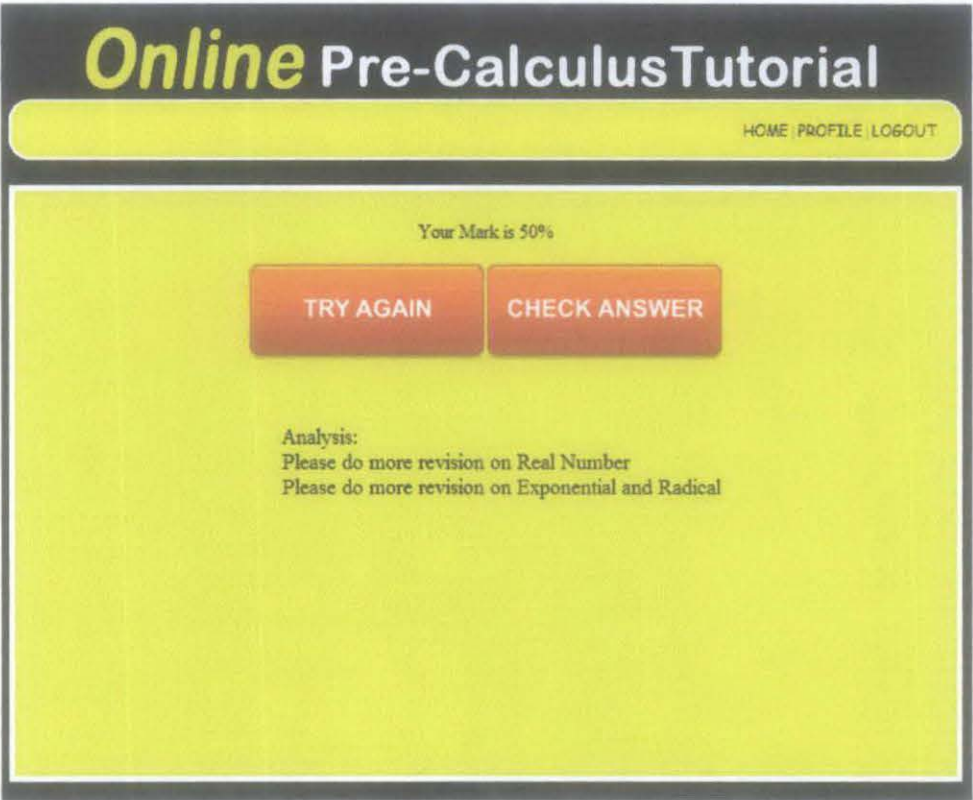 Online Pre-CalculusTutorial
HOME | PROFILE | LOGOUT
Your Mark is 50%
TRY AGAIN CHECK ANSWER
Analysis:
Please do more revision on Real Number
Please do more revision on Exponential and Radical